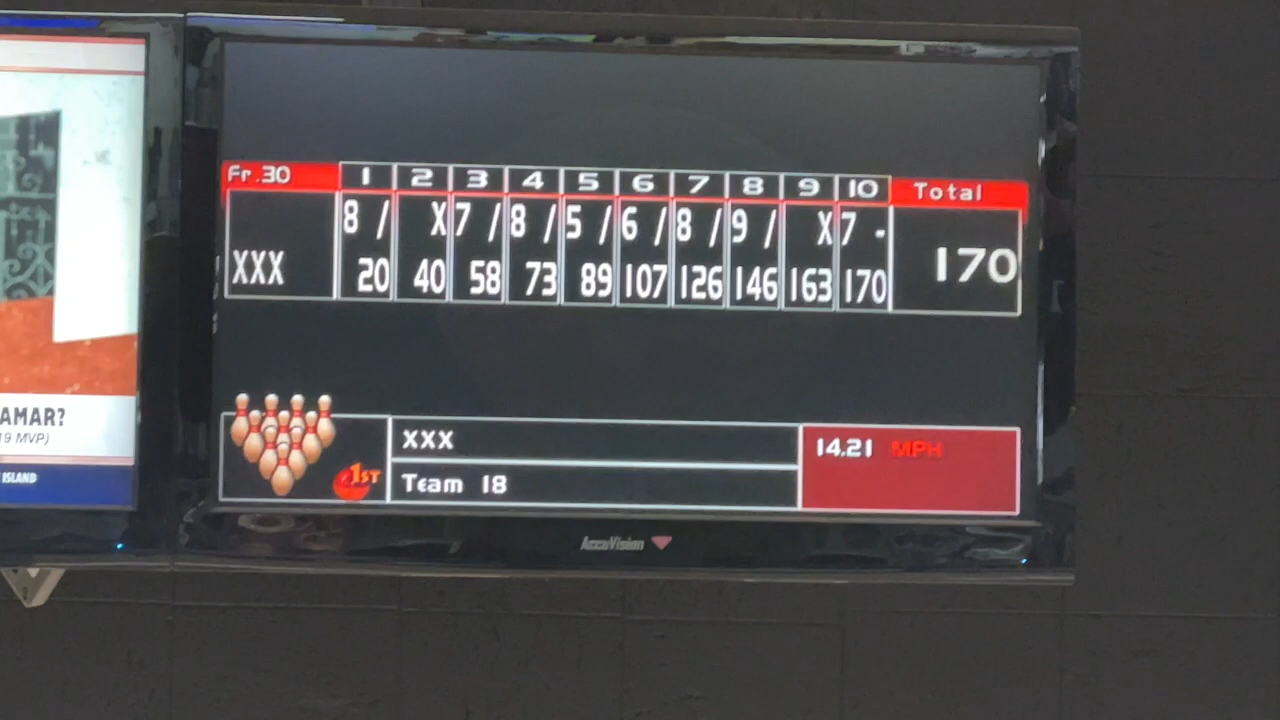 Fr.30 1 2 3 4 5 6 7 8 9 10 Total
8 / X 7 / 8 / 5 / 6 / 8 / 9 / X 7 -
XXX 20 40 58 73 89 107 126 146 163 170 170
AMAR?
9 MVP)
ISLAND
1ST
XXX
Team 18
14.21 MPH
AccuVision